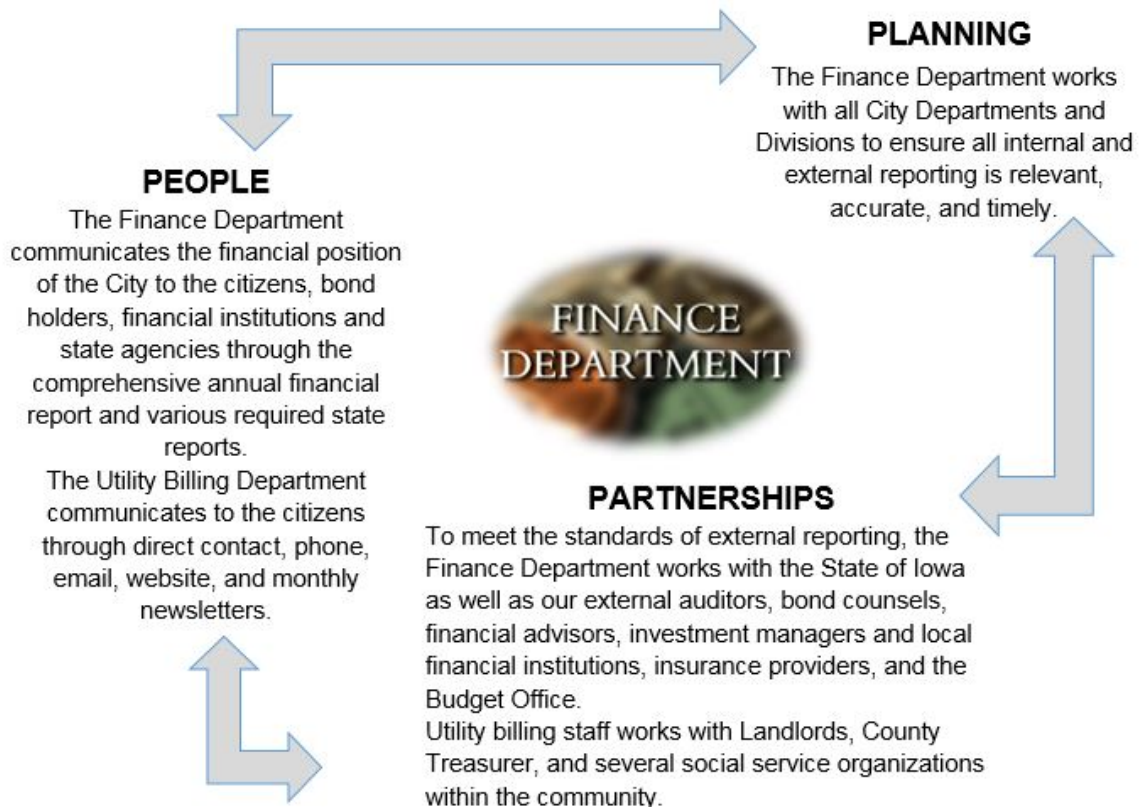 PLANNING
The Finance Department works
with all City Departments and
Divisions to ensure all internal and
external reporting is relevant,
accurate, and timely.
PEOPLE
The Finance Department
communicates the financial position
of the City to the citizens, bond
holders, financial institutions and
state agencies through the
comprehensive annual financial
report and various required state
reports.
The Utility Billing Department
communicates to the citizens
through direct contact, phone,
email, website, and monthly
newsletters.
FINANCE
DEPARTMENT
PARTNERSHIPS
To meet the standards of external reporting, the
Finance Department works with the State of Iowa
as well as our external auditors, bond counsels,
financial advisors, investment managers and local
financial institutions, insurance providers, and the
Budget Office.
Utility billing staff works with Landlords, County
Treasurer, and several social service organizations
within the community.